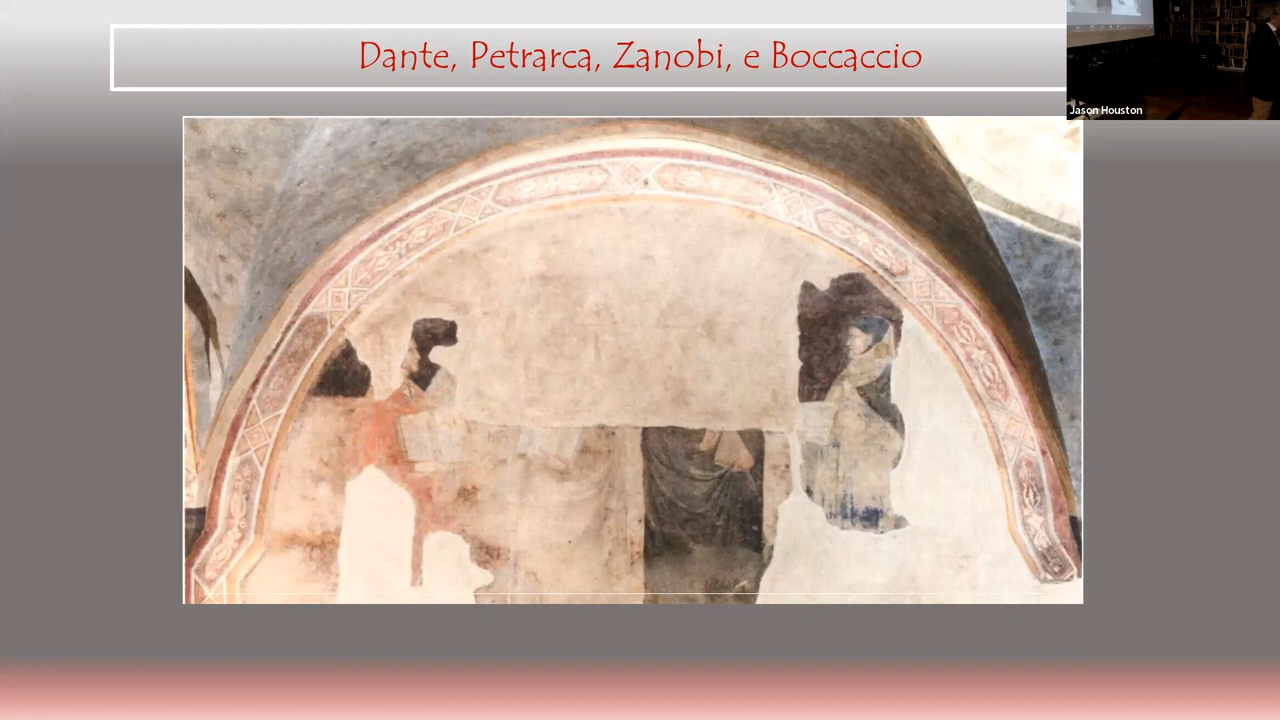 Dante, Petrarca, Zanobi, e Boccaccio
Jason Houston